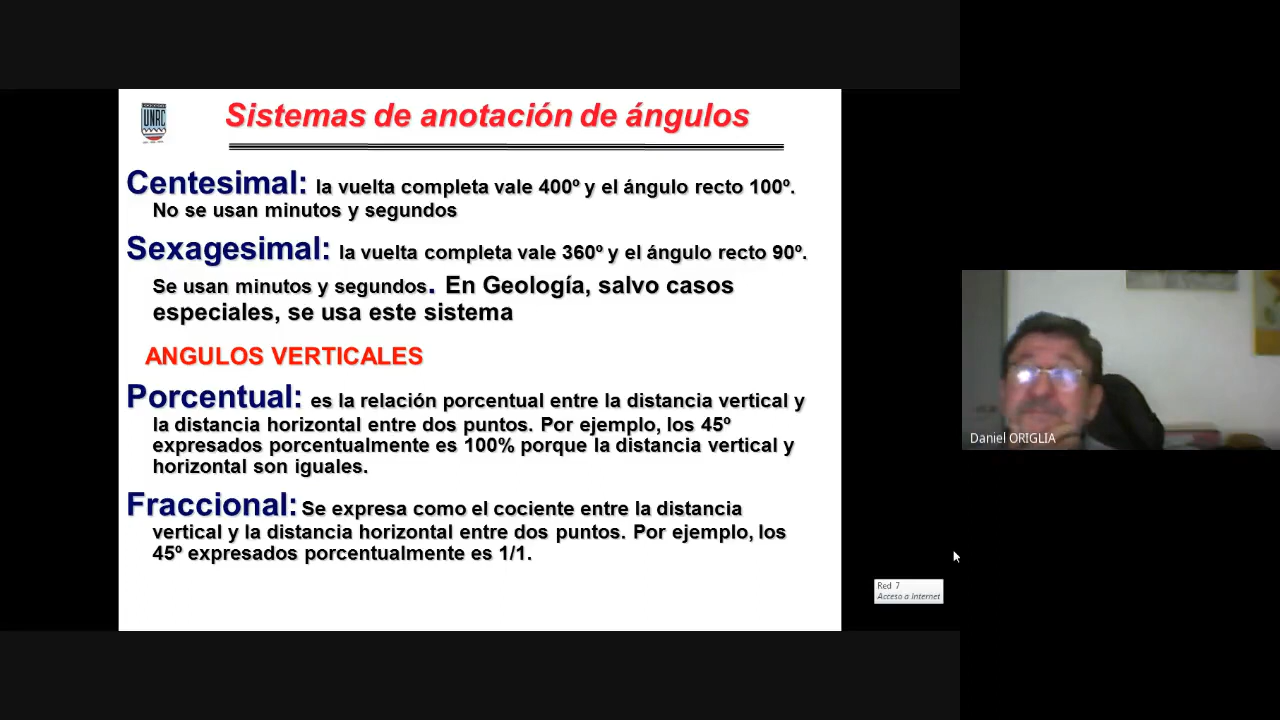 UNRC
Sistemas de anotación de ángulos
Centesimal: la vuelta completa vale 400º y el ángulo recto 100º.
No se usan minutos y segundos
Sexagesimal: la vuelta completa vale 360º y el ángulo recto 90º.
Se usan minutos y segundos. En Geología, salvo casos
especiales, se usa este sistema
ANGULOS VERTICALES
Porcentual: es la relación porcentual entre la distancia vertical y
la distancia horizontal entre dos puntos. Por ejemplo, los 45º
expresados porcentualmente es 100% porque la distancia vertical y
horizontal son iguales.
Fraccional: Se expresa como el cociente entre la distancia
vertical y la distancia horizontal entre dos puntos. Por ejemplo, los
45º expresados porcentualmente es 1/1.
Daniel ORIGLIA
Red 7
Acceso a Internet